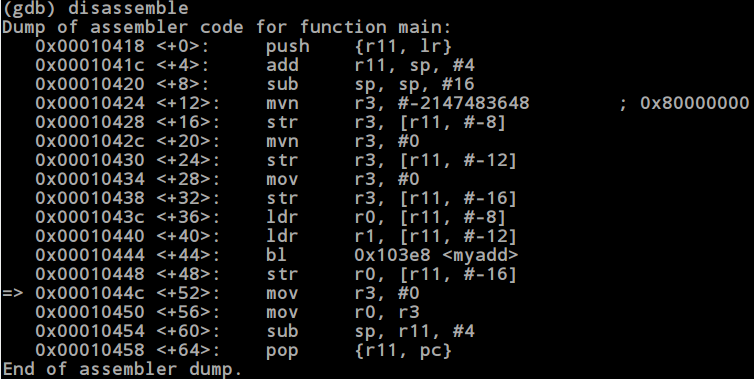 (gdb) disassemble
Dump of assembler code for function main:
   0x00010418 <+0>:     push    {r11, lr}
   0x0001041c <+4>:     add     r11, sp, #4
   0x00010420 <+8>:     sub     sp, sp, #16
   0x00010424 <+12>:    mvn     r3, #-2147483648        ; 0x80000000
   0x00010428 <+16>:    str     r3, [r11, #-8]
   0x0001042c <+20>:    mvn     r3, #0
   0x00010430 <+24>:    str     r3, [r11, #-12]
   0x00010434 <+28>:    mov     r3, #0
   0x00010438 <+32>:    str     r3, [r11, #-16]
   0x0001043c <+36>:    ldr     r0, [r11, #-8]
   0x00010440 <+40>:    ldr     r1, [r11, #-12]
   0x00010444 <+44>:    bl      0x103e8 <myadd>
   0x00010448 <+48>:    str     r0, [r11, #-16]
=> 0x0001044c <+52>:    mov     r3, #0
   0x00010450 <+56>:    mov     r0, r3
   0x00010454 <+60>:    sub     sp, r11, #4
   0x00010458 <+64>:    pop     {r11, pc}
End of assembler dump.